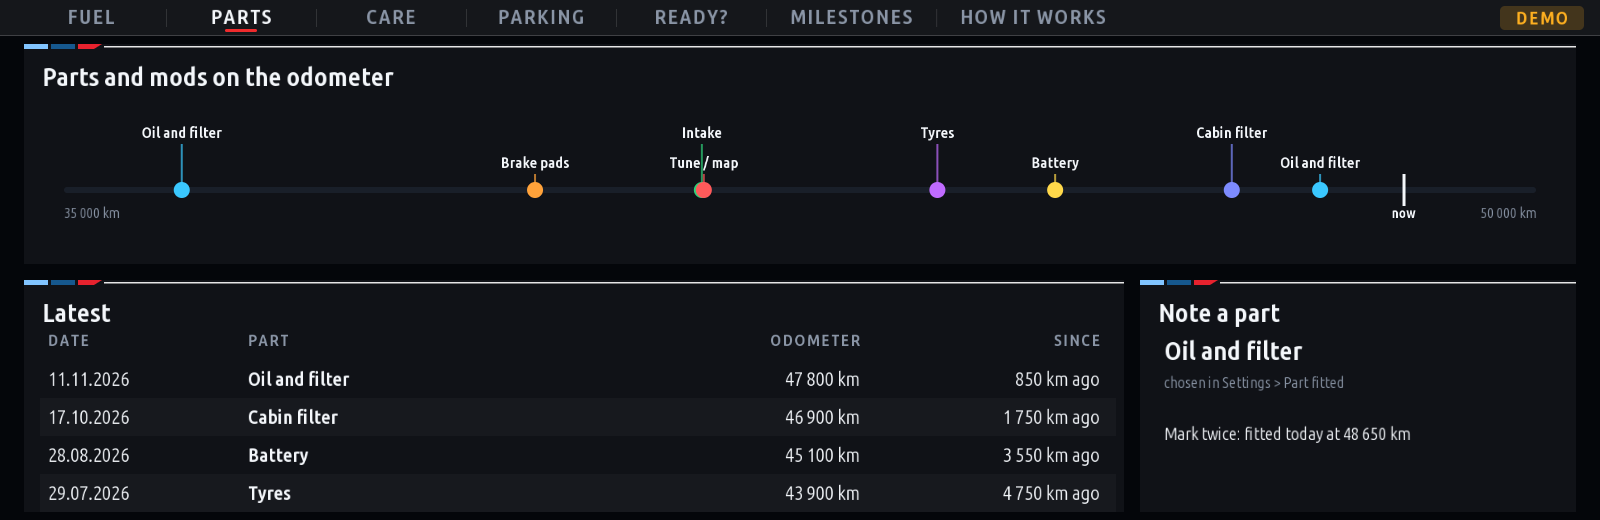 FUEL PARTS CARE PARKING READY? MILESTONES HOW IT WORKS DEMO
Parts and mods on the odometer
Oil and filter Intake Tyres Cabin filter
Brake pads Tune / map Battery Oil and filter
35 000 km now 50 000 km
Latest
DATE PART ODOMETER SINCE
11.11.2026 Oil and filter 47 800 km 850 km ago
17.10.2026 Cabin filter 46 900 km 1 750 km ago
28.08.2026 Battery 45 100 km 3 550 km ago
29.07.2026 Tyres 43 900 km 4 750 km ago
Note a part
Oil and filter
chosen in Settings > Part fitted
Mark twice: fitted today at 48 650 km